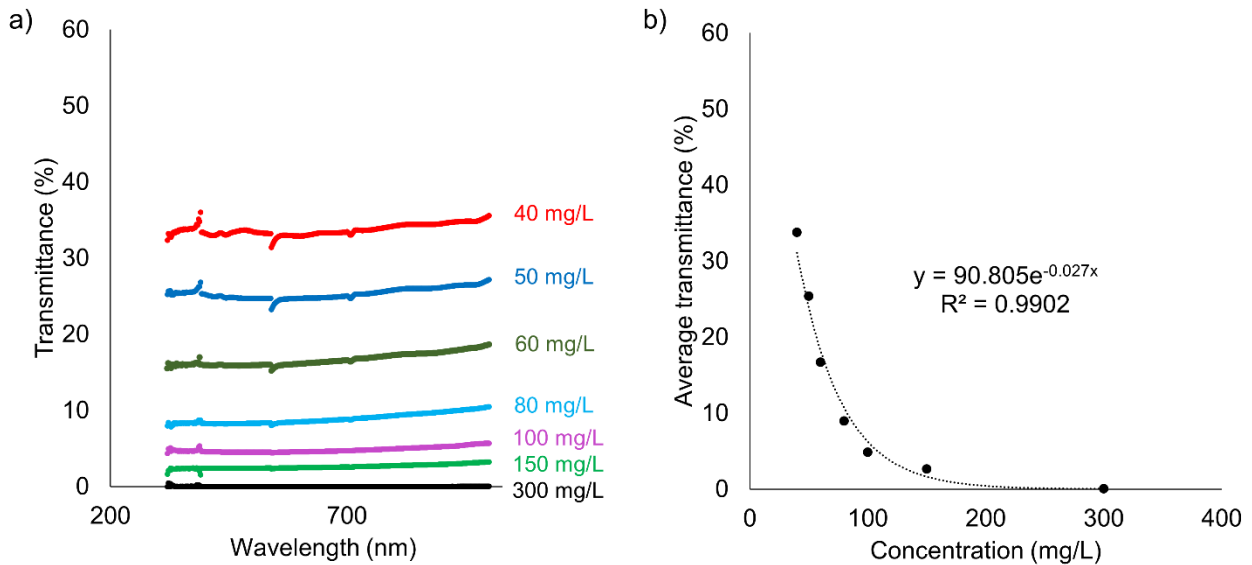 a)
60
50
40
30
20
10
0
Transmittance (%)
40 mg/L
50 mg/L
60 mg/L
80 mg/L
100 mg/L
150 mg/L
300 mg/L
200
700
Wavelength (nm)
b)
60
50
40
30
20
10
0
Average transmittance (%)
y = 90.805e-0.027x
R² = 0.9902
0
100
200
300
400
Concentration (mg/L)